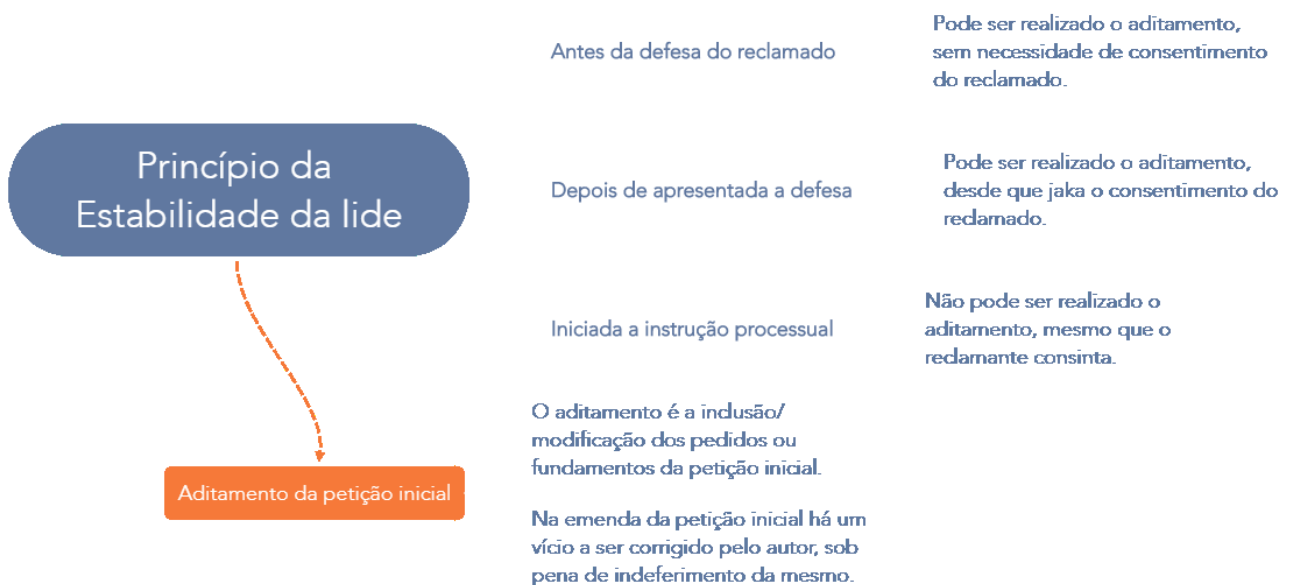 Princípio da
Estabilidade da lide
Antes da defesa do reclamado
Pode ser realizado o aditamento,
sem necessidade de consentimento
do reclamado.
Depois de apresentada a defesa
Pode ser realizado o aditamento,
desde que jaka o consentimento do
reclamado.
Iniciada a instrução processual
Não pode ser realizado o
aditamento, mesmo que o
reclamante consinta.
Aditamento da petição inicial
O aditamento é a inclusão/
modificação dos pedidos ou
fundamentos da petição inicial.
Na emenda da petição inicial há um
vício a ser corrigido pelo autor, sob
pena de indeferimento da mesmo.